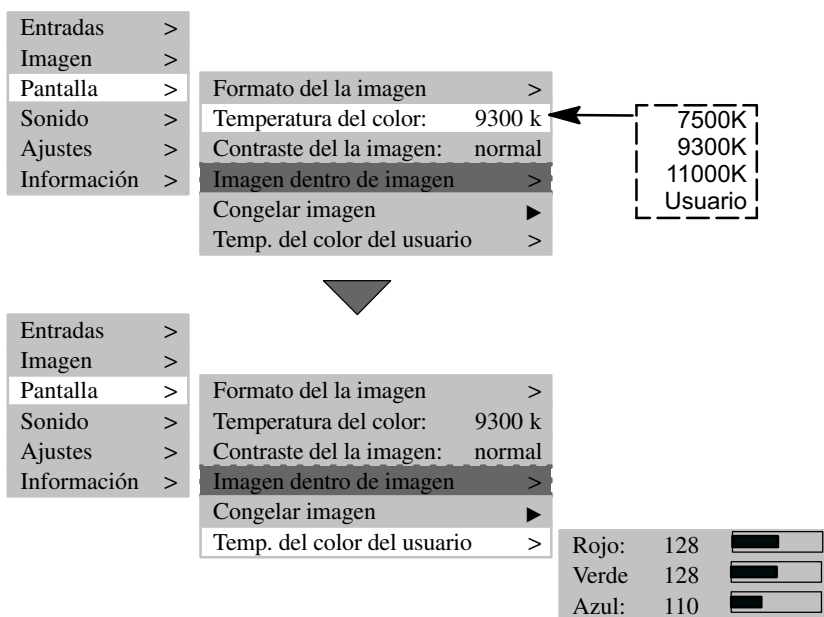 Entradas >
Imagen >
Pantalla >
Sonido >
Ajustes >
Información >
Formato del la imagen >
Temperatura del color: 9300 k
Contraste del la imagen: normal
Imagen dentro de imagen >
Congelar imagen ▶
Temp. del color del usuario >
7500K
9300K
11000K
Usuario
Entradas >
Imagen >
Pantalla >
Sonido >
Ajustes >
Información >
Formato del la imagen >
Temperatura del color: 9300 k
Contraste del la imagen: normal
Imagen dentro de imagen >
Congelar imagen ▶
Temp. del color del usuario >
Rojo: 128
Verde 128
Azul: 110